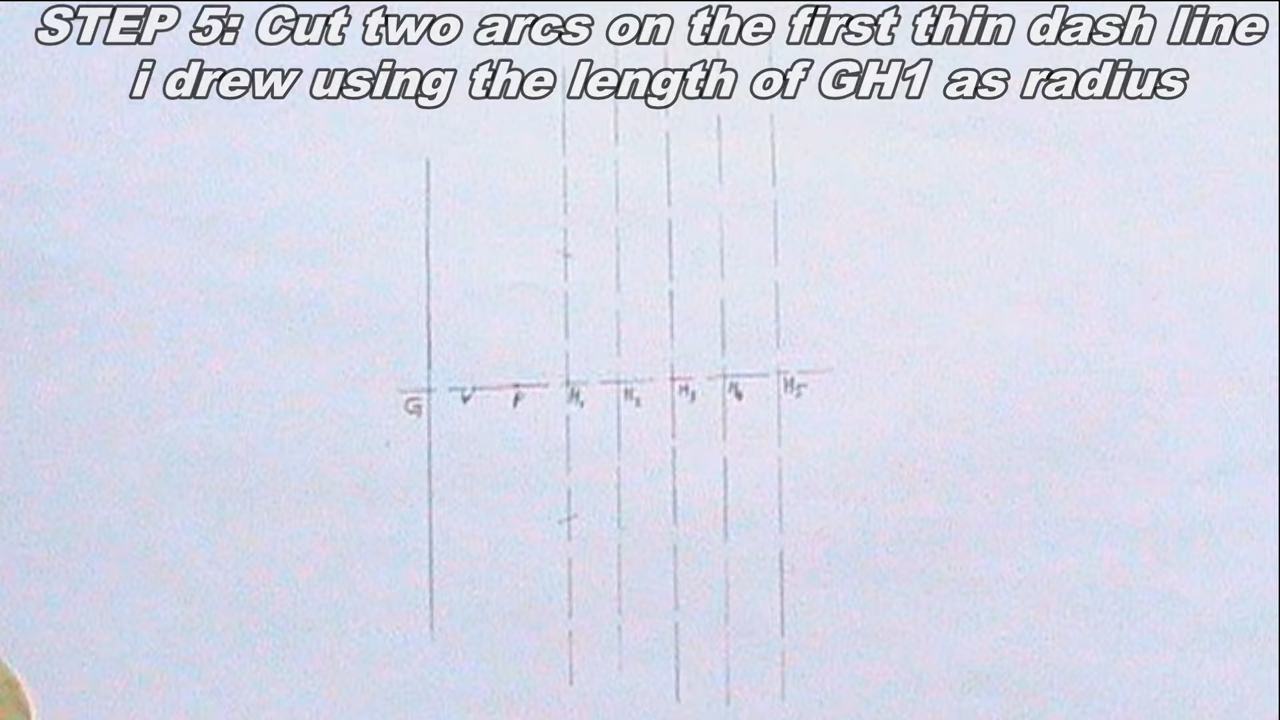 STEP 5: Cut two arcs on the first thin dash line
i drew using the length of GH1 as radius
G V F H1 H2 H3 H4 H5